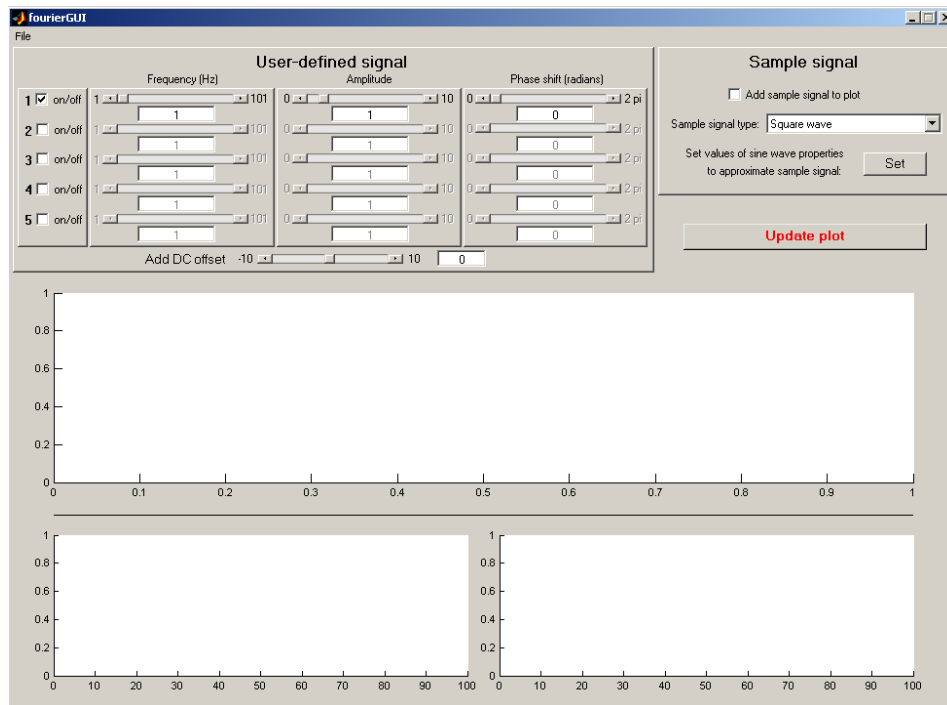 fourierGUI
File
User-defined signal
Frequency (Hz) Amplitude Phase shift (radians)
1 on/off 1 101 0 10 0 2 pi
1 1 0
2 on/off 1 101 0 10 0 2 pi
1 1 0
3 on/off 1 101 0 10 0 2 pi
1 1 0
4 on/off 1 101 0 10 0 2 pi
1 1 0
5 on/off 1 101 0 10 0 2 pi
1 1 0
Add DC offset -10 10 0
Sample signal
Add sample signal to plot
Sample signal type: Square wave
Set values of sine wave properties
to approximate sample signal:
Set
Update plot
1
0.8
0.6
0.4
0.2
0
0 0.1 0.2 0.3 0.4 0.5 0.6 0.7 0.8 0.9 1
1
0.8
0.6
0.4
0.2
0
0 10 20 30 40 50 60 70 80 90 100
1
0.8
0.6
0.4
0.2
0
0 10 20 30 40 50 60 70 80 90 100